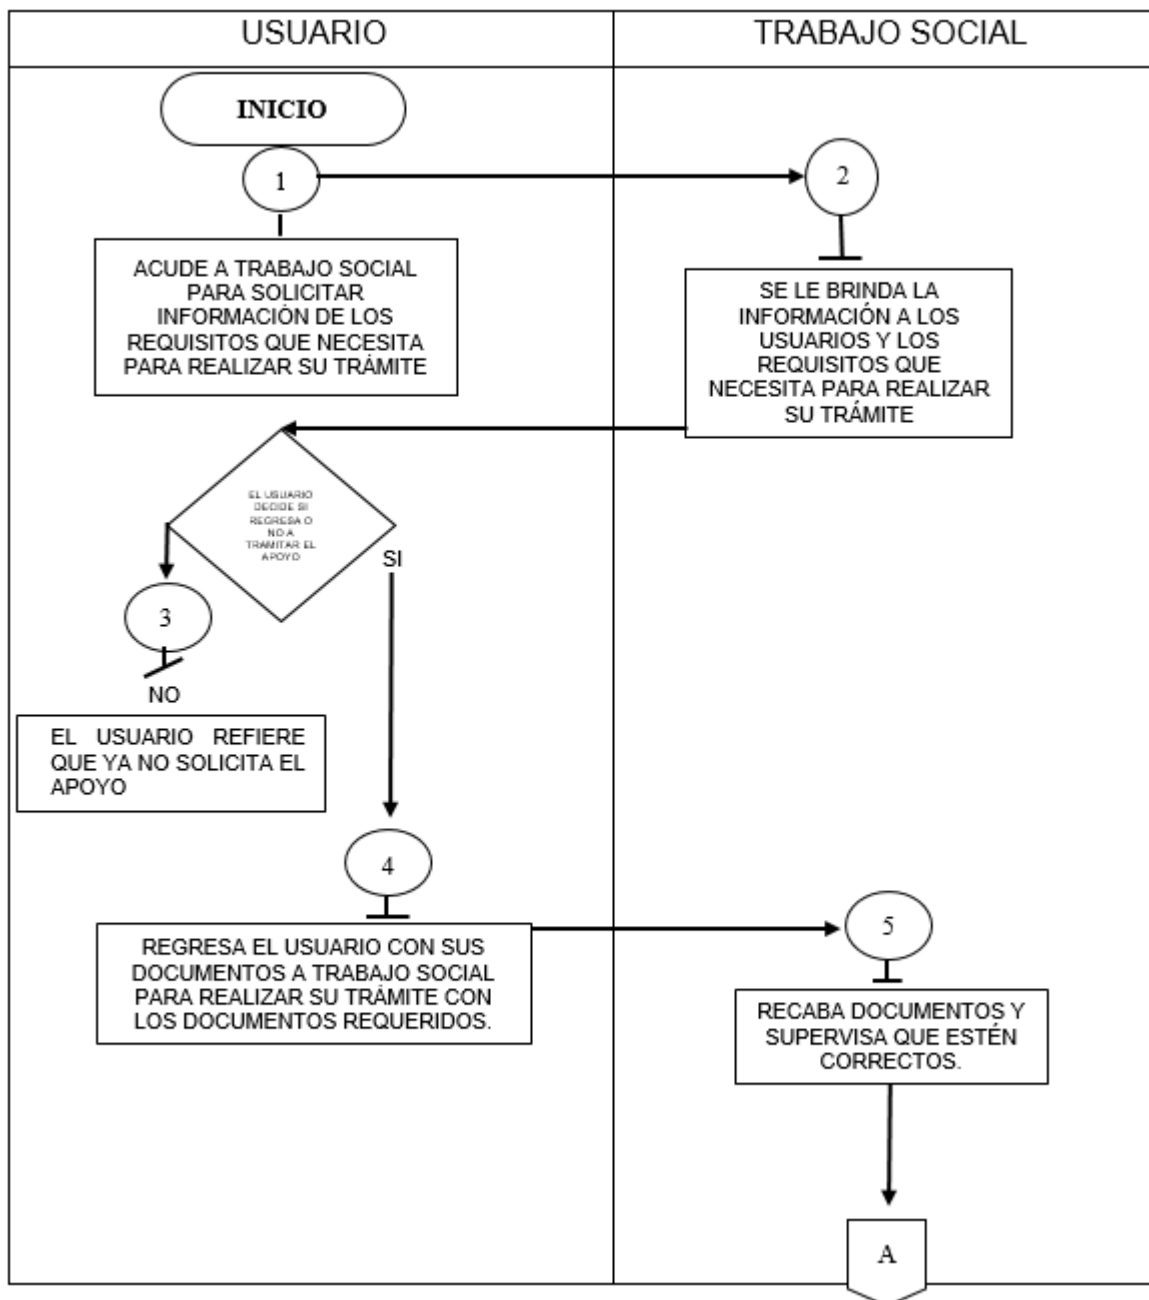 USUARIO
TRABAJO SOCIAL
INICIO
1
2
ACUDE A TRABAJO SOCIAL
PARA SOLICITAR
INFORMACIÓN DE LOS
REQUISITOS QUE NECESITA
PARA REALIZAR SU TRÁMITE
SE LE BRINDA LA
INFORMACIÓN A LOS
USUARIOS Y LOS
REQUISITOS QUE
NECESITA PARA REALIZAR
SU TRÁMITE
EL USUARIO
DECIDE SI
REGRESA O
NO A
TRAMITAR EL
APOYO
SI
3
NO
EL USUARIO REFIERE
QUE YA NO SOLICITA EL
APOYO
4
REGRESA EL USUARIO CON SUS
DOCUMENTOS A TRABAJO SOCIAL
PARA REALIZAR SU TRÁMITE CON
LOS DOCUMENTOS REQUERIDOS.
5
RECABA DOCUMENTOS Y
SUPERVISA QUE ESTÉN
CORRECTOS.
A